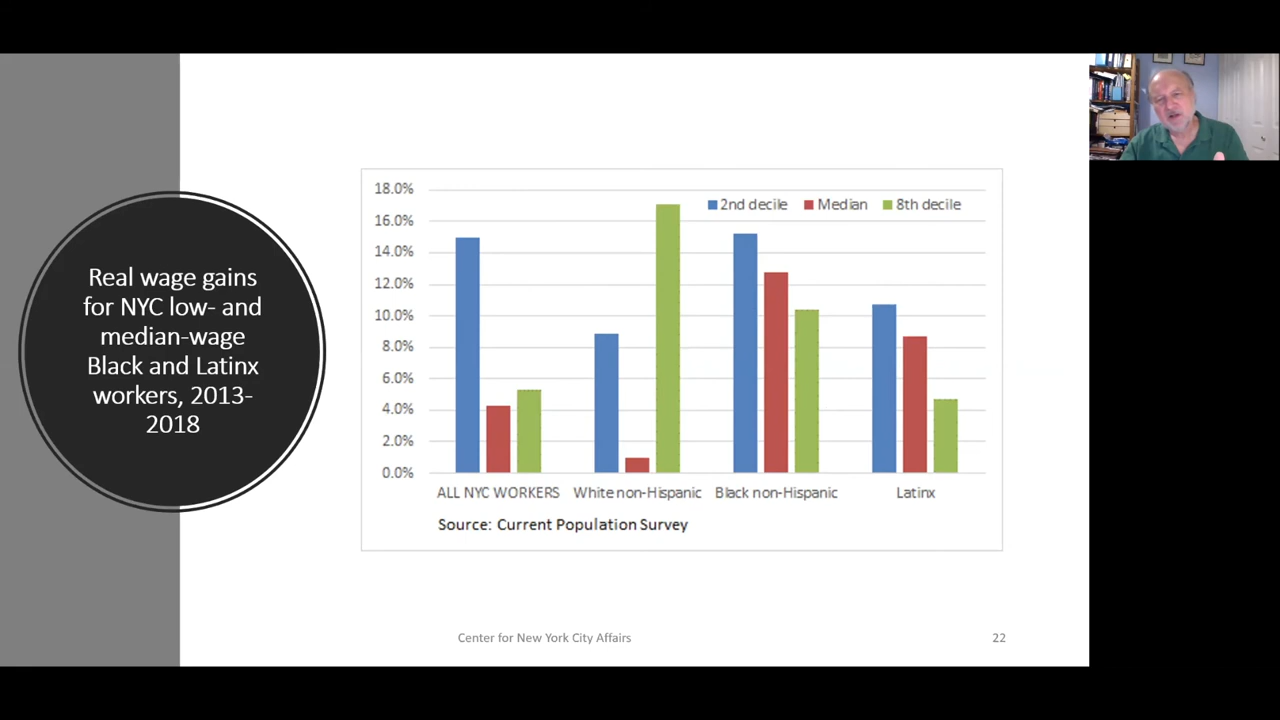 Real wage gains
for NYC low- and
median-wage
Black and Latinx
workers, 2013-
2018
18.0%
16.0%
14.0%
12.0%
10.0%
8.0%
6.0%
4.0%
2.0%
0.0%
2nd decile Median 8th decile
ALL NYC WORKERS White non-Hispanic Black non-Hispanic Latinx
Source: Current Population Survey
Center for New York City Affairs
22